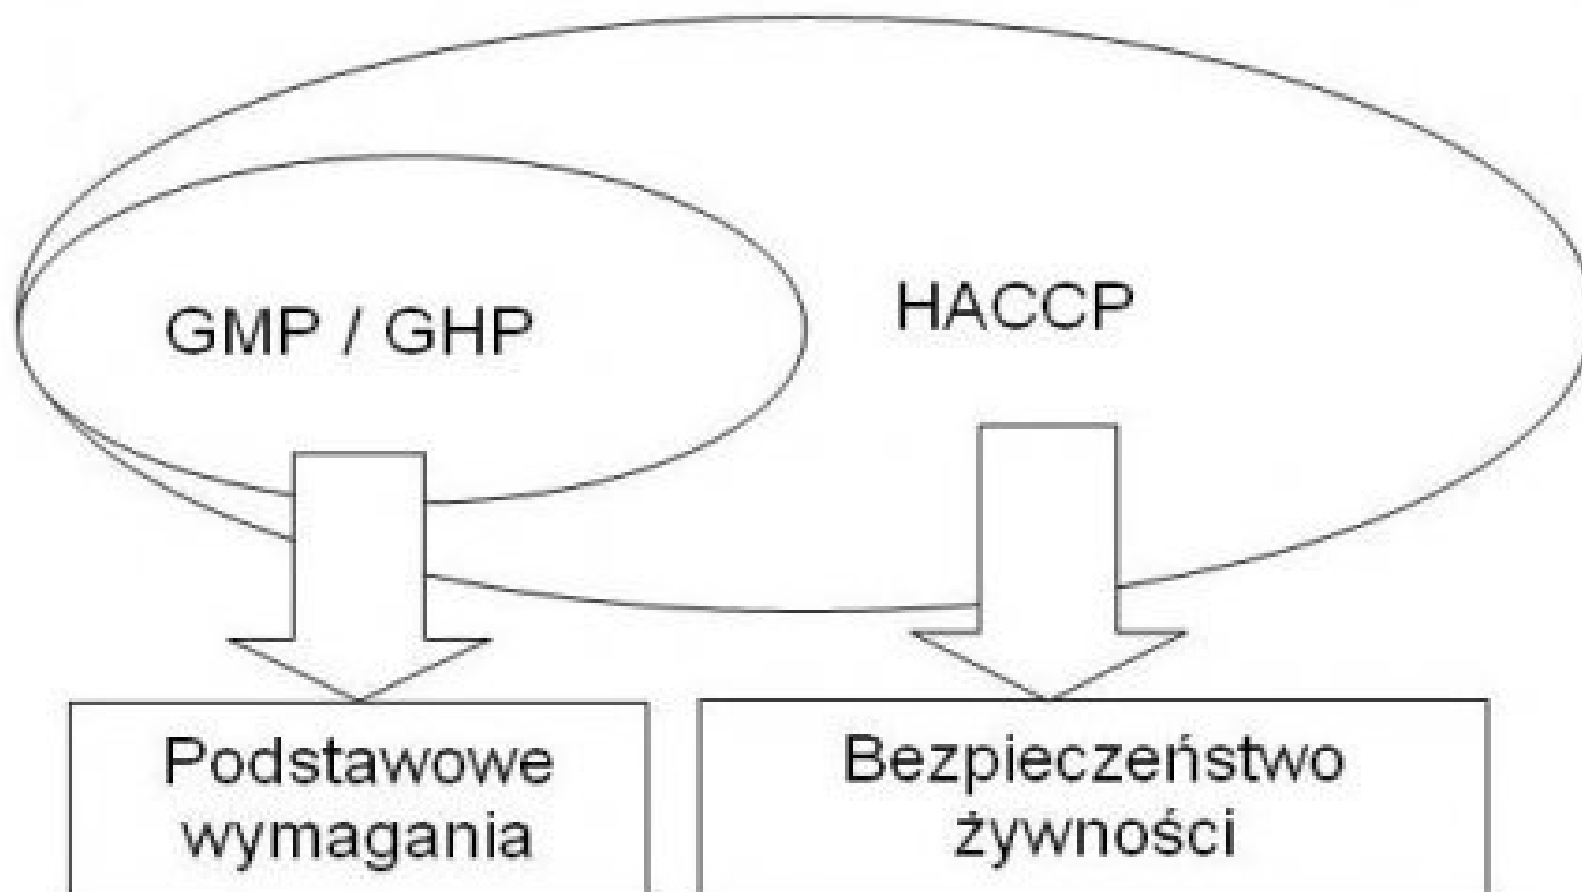 GMP / GHP
HACCP
Podstawowe
wymagania
Bezpieczeństwo
żywności